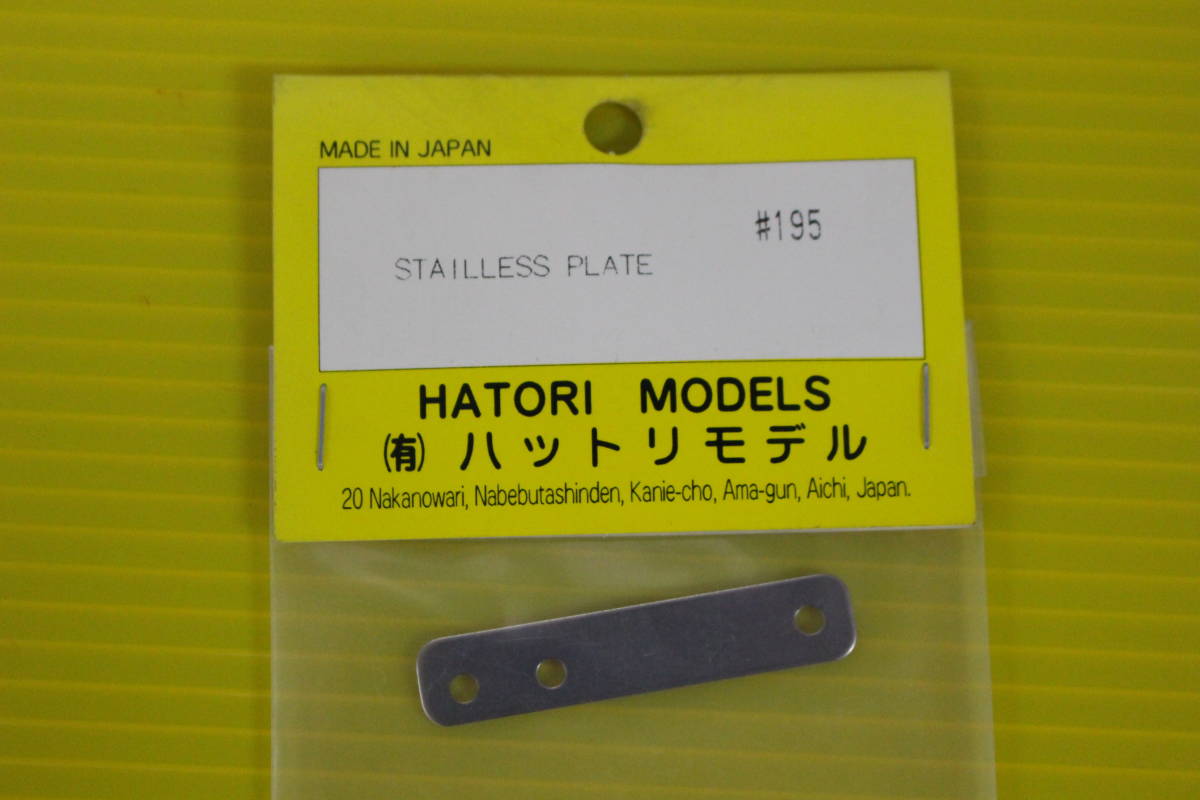 MADE IN JAPAN
#195
STAILLESS PLATE
HATORI MODELS
(有) ハットリモデル
20 Nakanowari, Nabebutashinden, Kanie-cho, Ama-gun, Aichi, Japan.